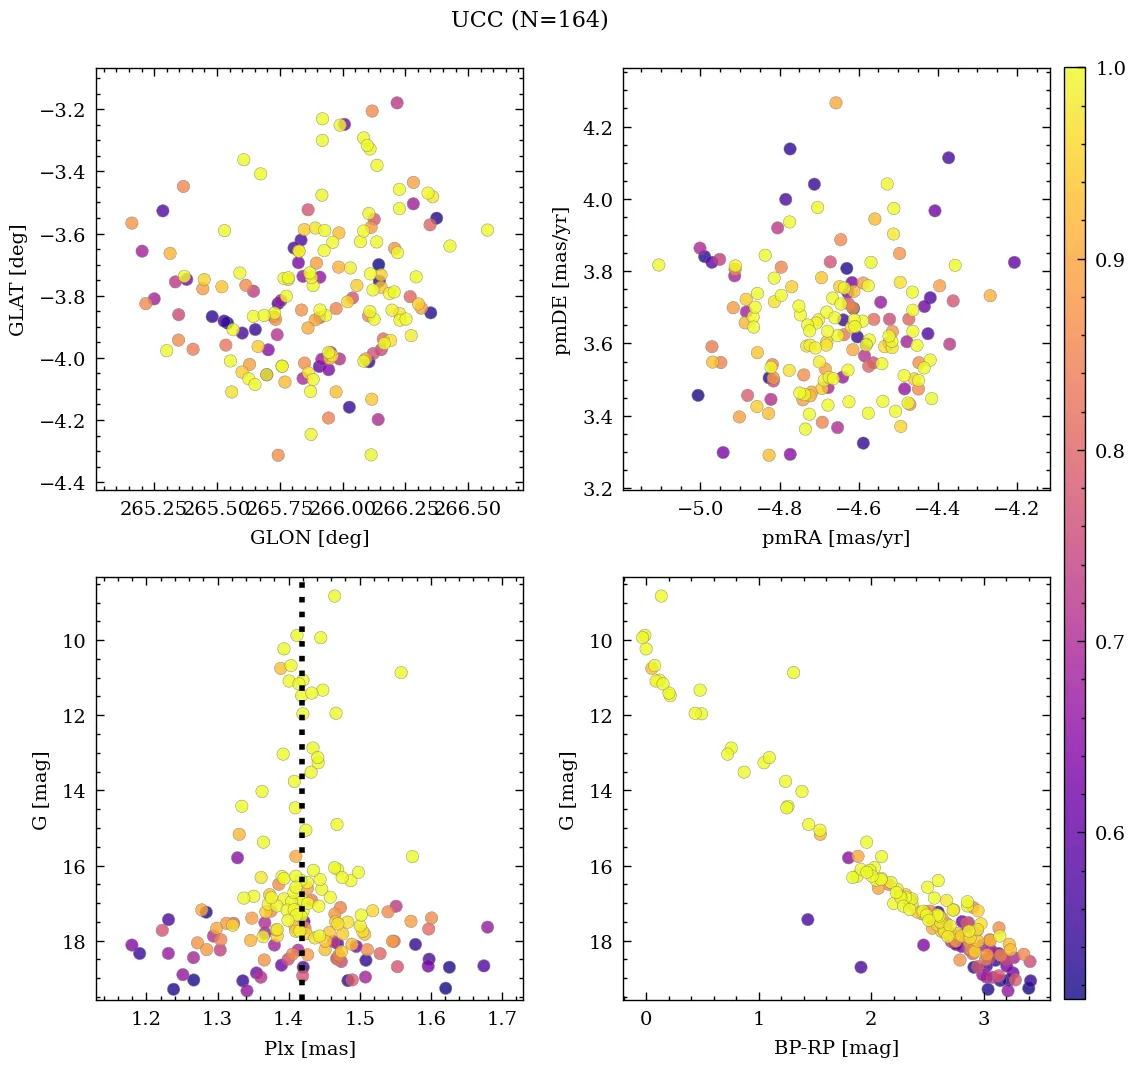 UCC (N=164)
−3.2
−3.4
−3.6
−3.8
−4.0
−4.2
−4.4
GLAT [deg]
265.25 265.50 265.75 266.00 266.25 266.50
GLON [deg]
4.2
4.0
3.8
3.6
3.4
3.2
pmDE [mas/yr]
−5.0 −4.8 −4.6 −4.4 −4.2
pmRA [mas/yr]
1.0
0.9
0.8
0.7
0.6
10
12
14
16
18
G [mag]
1.2 1.3 1.4 1.5 1.6 1.7
Plx [mas]
10
12
14
16
18
G [mag]
0 1 2 3
BP-RP [mag]